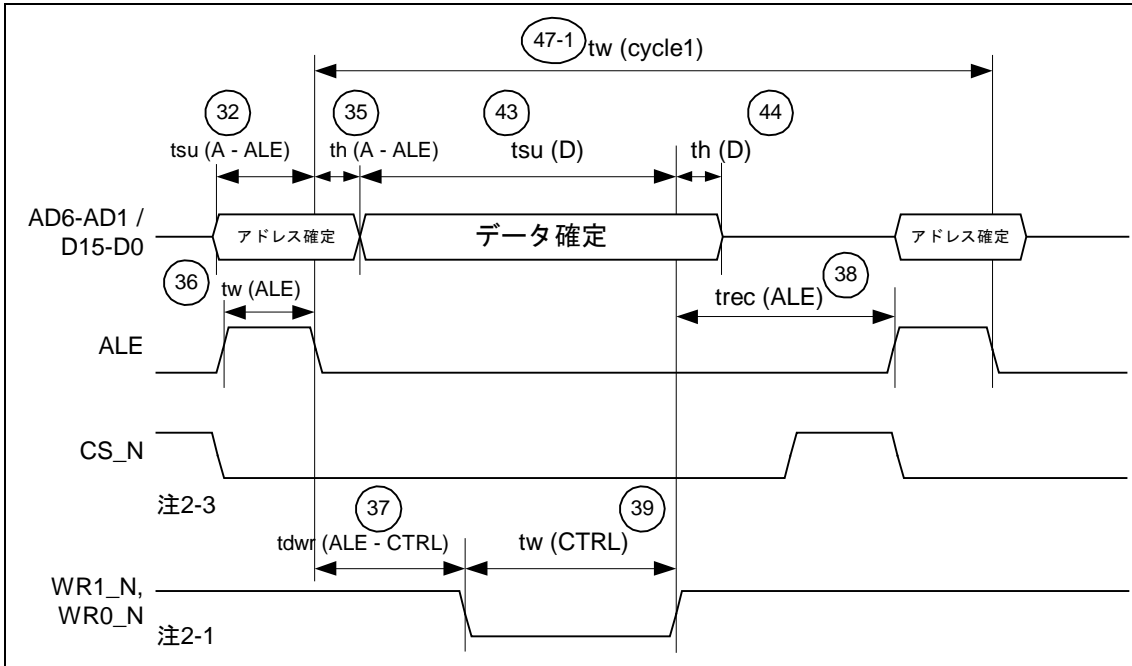 47-1 tw (cycle1)
32 35 43 44
tsu (A - ALE) th (A - ALE) tsu (D) th (D)
AD6-AD1 /
D15-D0
アドレス確定 データ確定 アドレス確定
36 tw (ALE) trec (ALE) 38
ALE
CS_N
注2-3
37 39
tdwr (ALE - CTRL) tw (CTRL)
WR1_N,
WR0_N
注2-1